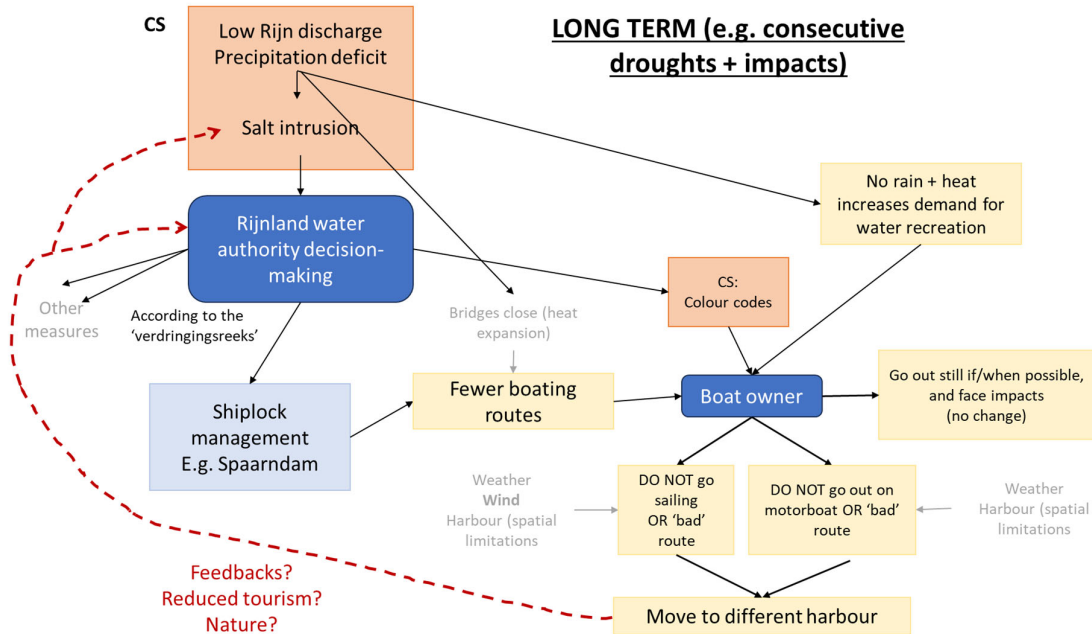 CS
Low Rijn discharge
Precipitation deficit
Salt intrusion
LONG TERM (e.g. consecutive
droughts + impacts)
No rain + heat
increases demand for
water recreation
Rijnland water
authority decision-
making
Other
measures
According to the
‘verdringingsreeks’
Bridges close (heat
expansion)
CS:
Colour codes
Shiplock
management
E.g. Spaarndam
Fewer boating
routes
Boat owner
Go out still if/when possible,
and face impacts
(no change)
Weather
Wind
Harbour (spatial
limitations
DO NOT go
sailing
OR ‘bad’
route
DO NOT go out on
motorboat OR ‘bad’
route
Weather
Harbour (spatial
limitations
Feedbacks?
Reduced tourism?
Nature?
Move to different harbour